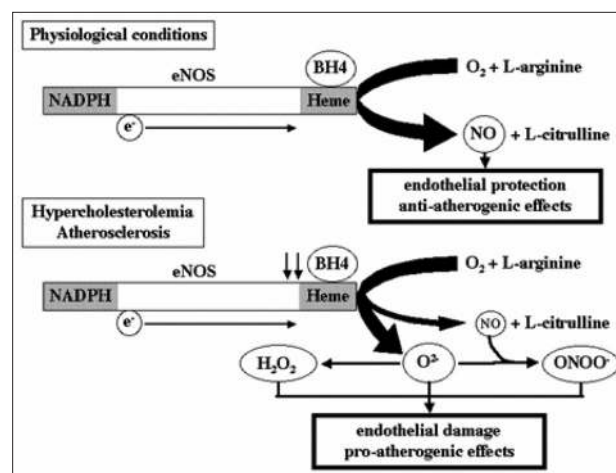 Physiological conditions
eNOS
BH4
O₂ + L-arginine
NADPH
Heme
e-
NO + L-citrulline
endothelial protection
anti-atherogenic effects
Hypercholesterolemia
Atherosclerosis
eNOS
BH4
O₂ + L-arginine
NADPH
Heme
e-
NO + L-citrulline
H₂O₂
O²-
ONOO-
endothelial damage
pro-atherogenic effects